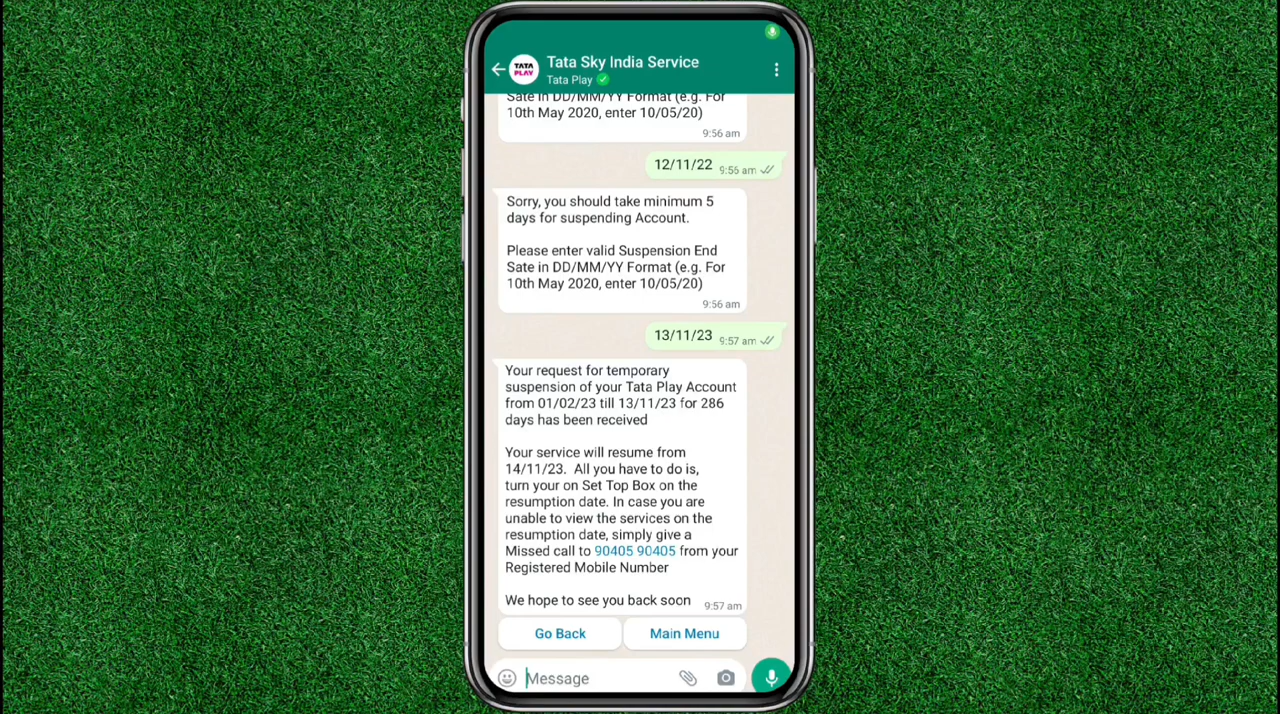 TATA
PLAY
Tata Sky India Service
Tata Play
Sate in DD/MM/YY Format (e.g. For
10th May 2020, enter 10/05/20)
9:56 am
12/11/22
9:56 am
Sorry, you should take minimum 5
days for suspending Account.
Please enter valid Suspension End
Sate in DD/MM/YY Format (e.g. For
10th May 2020, enter 10/05/20)
9:56 am
13/11/23
9:57 am
Your request for temporary
suspension of your Tata Play Account
from 01/02/23 till 13/11/23 for 286
days has been received
Your service will resume from
14/11/23.  All you have to do is,
turn your on Set Top Box on the
resumption date. In case you are
unable to view the services on the
resumption date, simply give a
Missed call to 90405 90405 from your
Registered Mobile Number
We hope to see you back soon
9:57 am
Go Back
Main Menu
Message